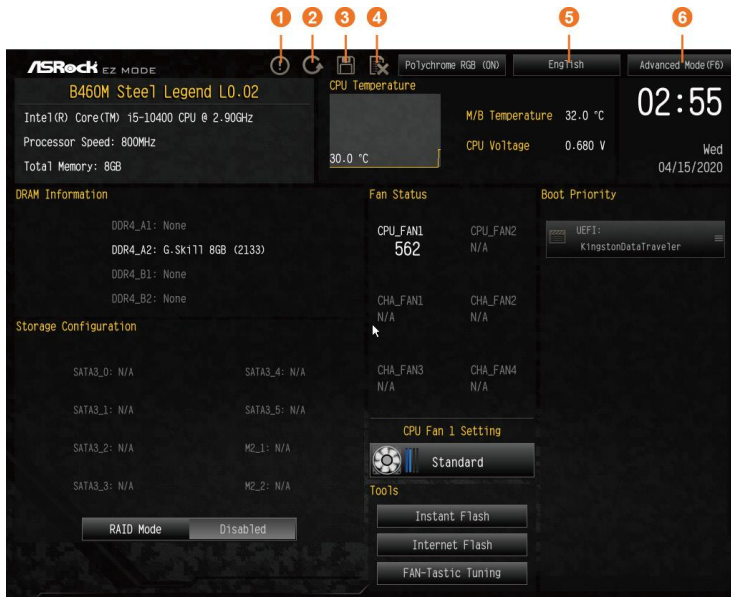 1 2 3 4 5 6
ASRock EZ MODE
Polychrome RGB (ON)
English
Advanced Mode(F6)
B460M Steel Legend L0.02
Intel(R) Core(TM) i5-10400 CPU @ 2.90GHz
Processor Speed: 800MHz
Total Memory: 8GB
CPU Temperature
30.0 °C
M/B Temperature 32.0 °C
CPU Voltage 0.680 V
02:55
Wed
04/15/2020
DRAM Information
DDR4_A1: None
DDR4_A2: G.Skill 8GB (2133)
DDR4_B1: None
DDR4_B2: None
Storage Configuration
SATA3_0: N/A SATA3_4: N/A
SATA3_1: N/A SATA3_5: N/A
SATA3_2: N/A M2_1: N/A
SATA3_3: N/A M2_2: N/A
RAID Mode Disabled
Fan Status
CPU_FAN1 CPU_FAN2
562 N/A
CHA_FAN1 CHA_FAN2
N/A N/A
CHA_FAN3 CHA_FAN4
N/A N/A
CPU Fan 1 Setting
Standard
Tools
Instant Flash
Internet Flash
FAN-Tastic Tuning
Boot Priority
UEFI:
KingstonDataTraveler